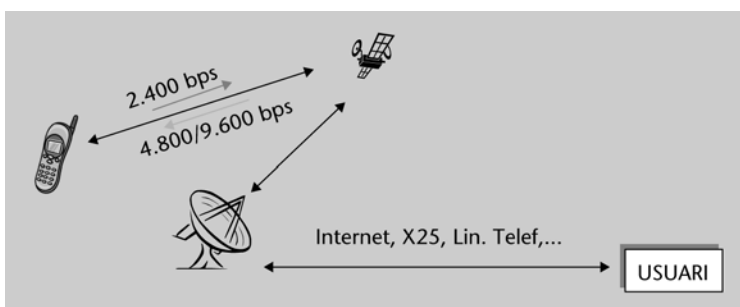 2.400 bps
4.800/9.600 bps
Internet, X25, Lin. Telef,...
USUARI